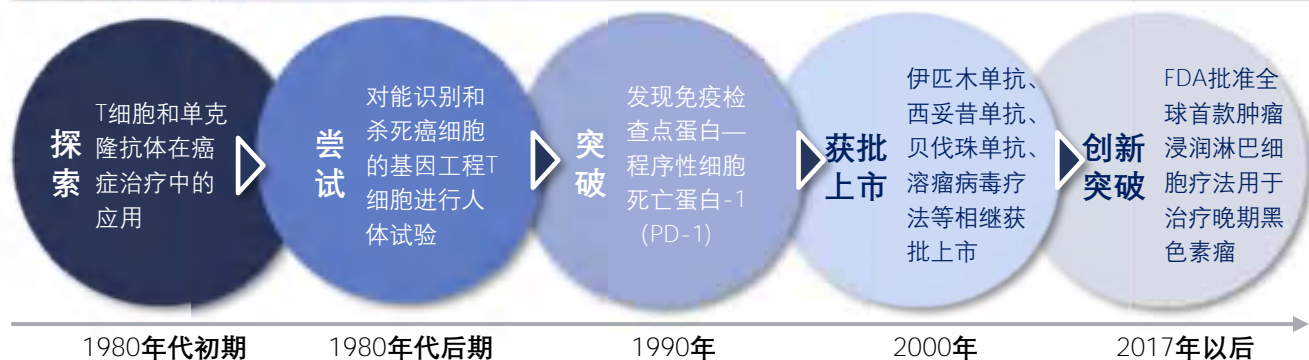 探
索
T细胞和单克
隆抗体在癌
症治疗中的
应用
尝
试
对能识别和
杀死癌细胞
的基因工程T
细胞进行人
体试验
突
破
发现免疫检
查点蛋白—
程序性细胞
死亡蛋白-1
(PD-1)
获批
上市
伊匹木单抗、
西妥昔单抗、
贝伐珠单抗、
溶瘤病毒疗
法等相继获
批上市
创新
突破
FDA批准全
球首款肿瘤
浸润淋巴细
胞疗法用于
治疗晚期黑
色素瘤
1980年代初期
1980年代后期
1990年
2000年
2017年以后